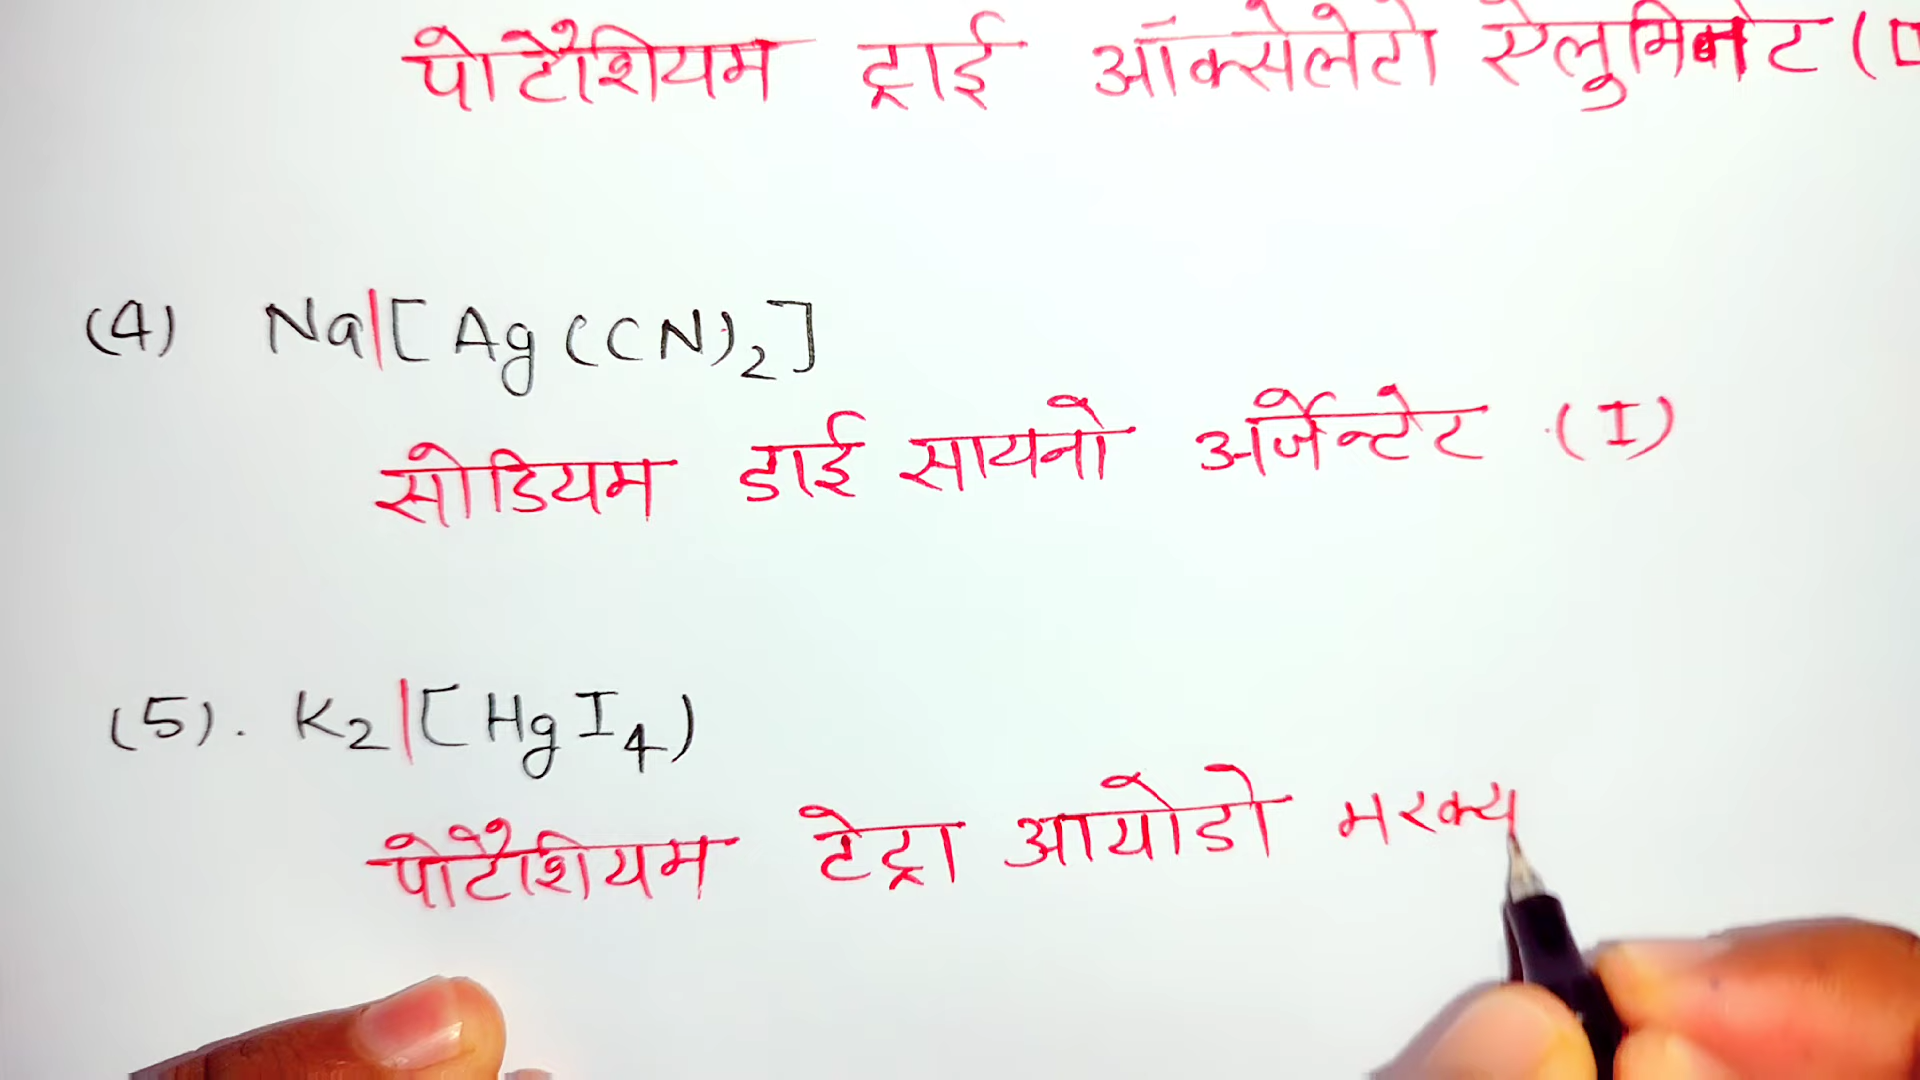 पोटैशियम ट्राई ऑक्सेलेटो ऐलुमिनेट (
(4) Na|[Ag(CN)₂]
सोडियम डाई सायनो अर्जेन्टेट (I)
(5). K₂|[HgI₄)
पोटैशियम टेट्रा आयोडो मरक्यु